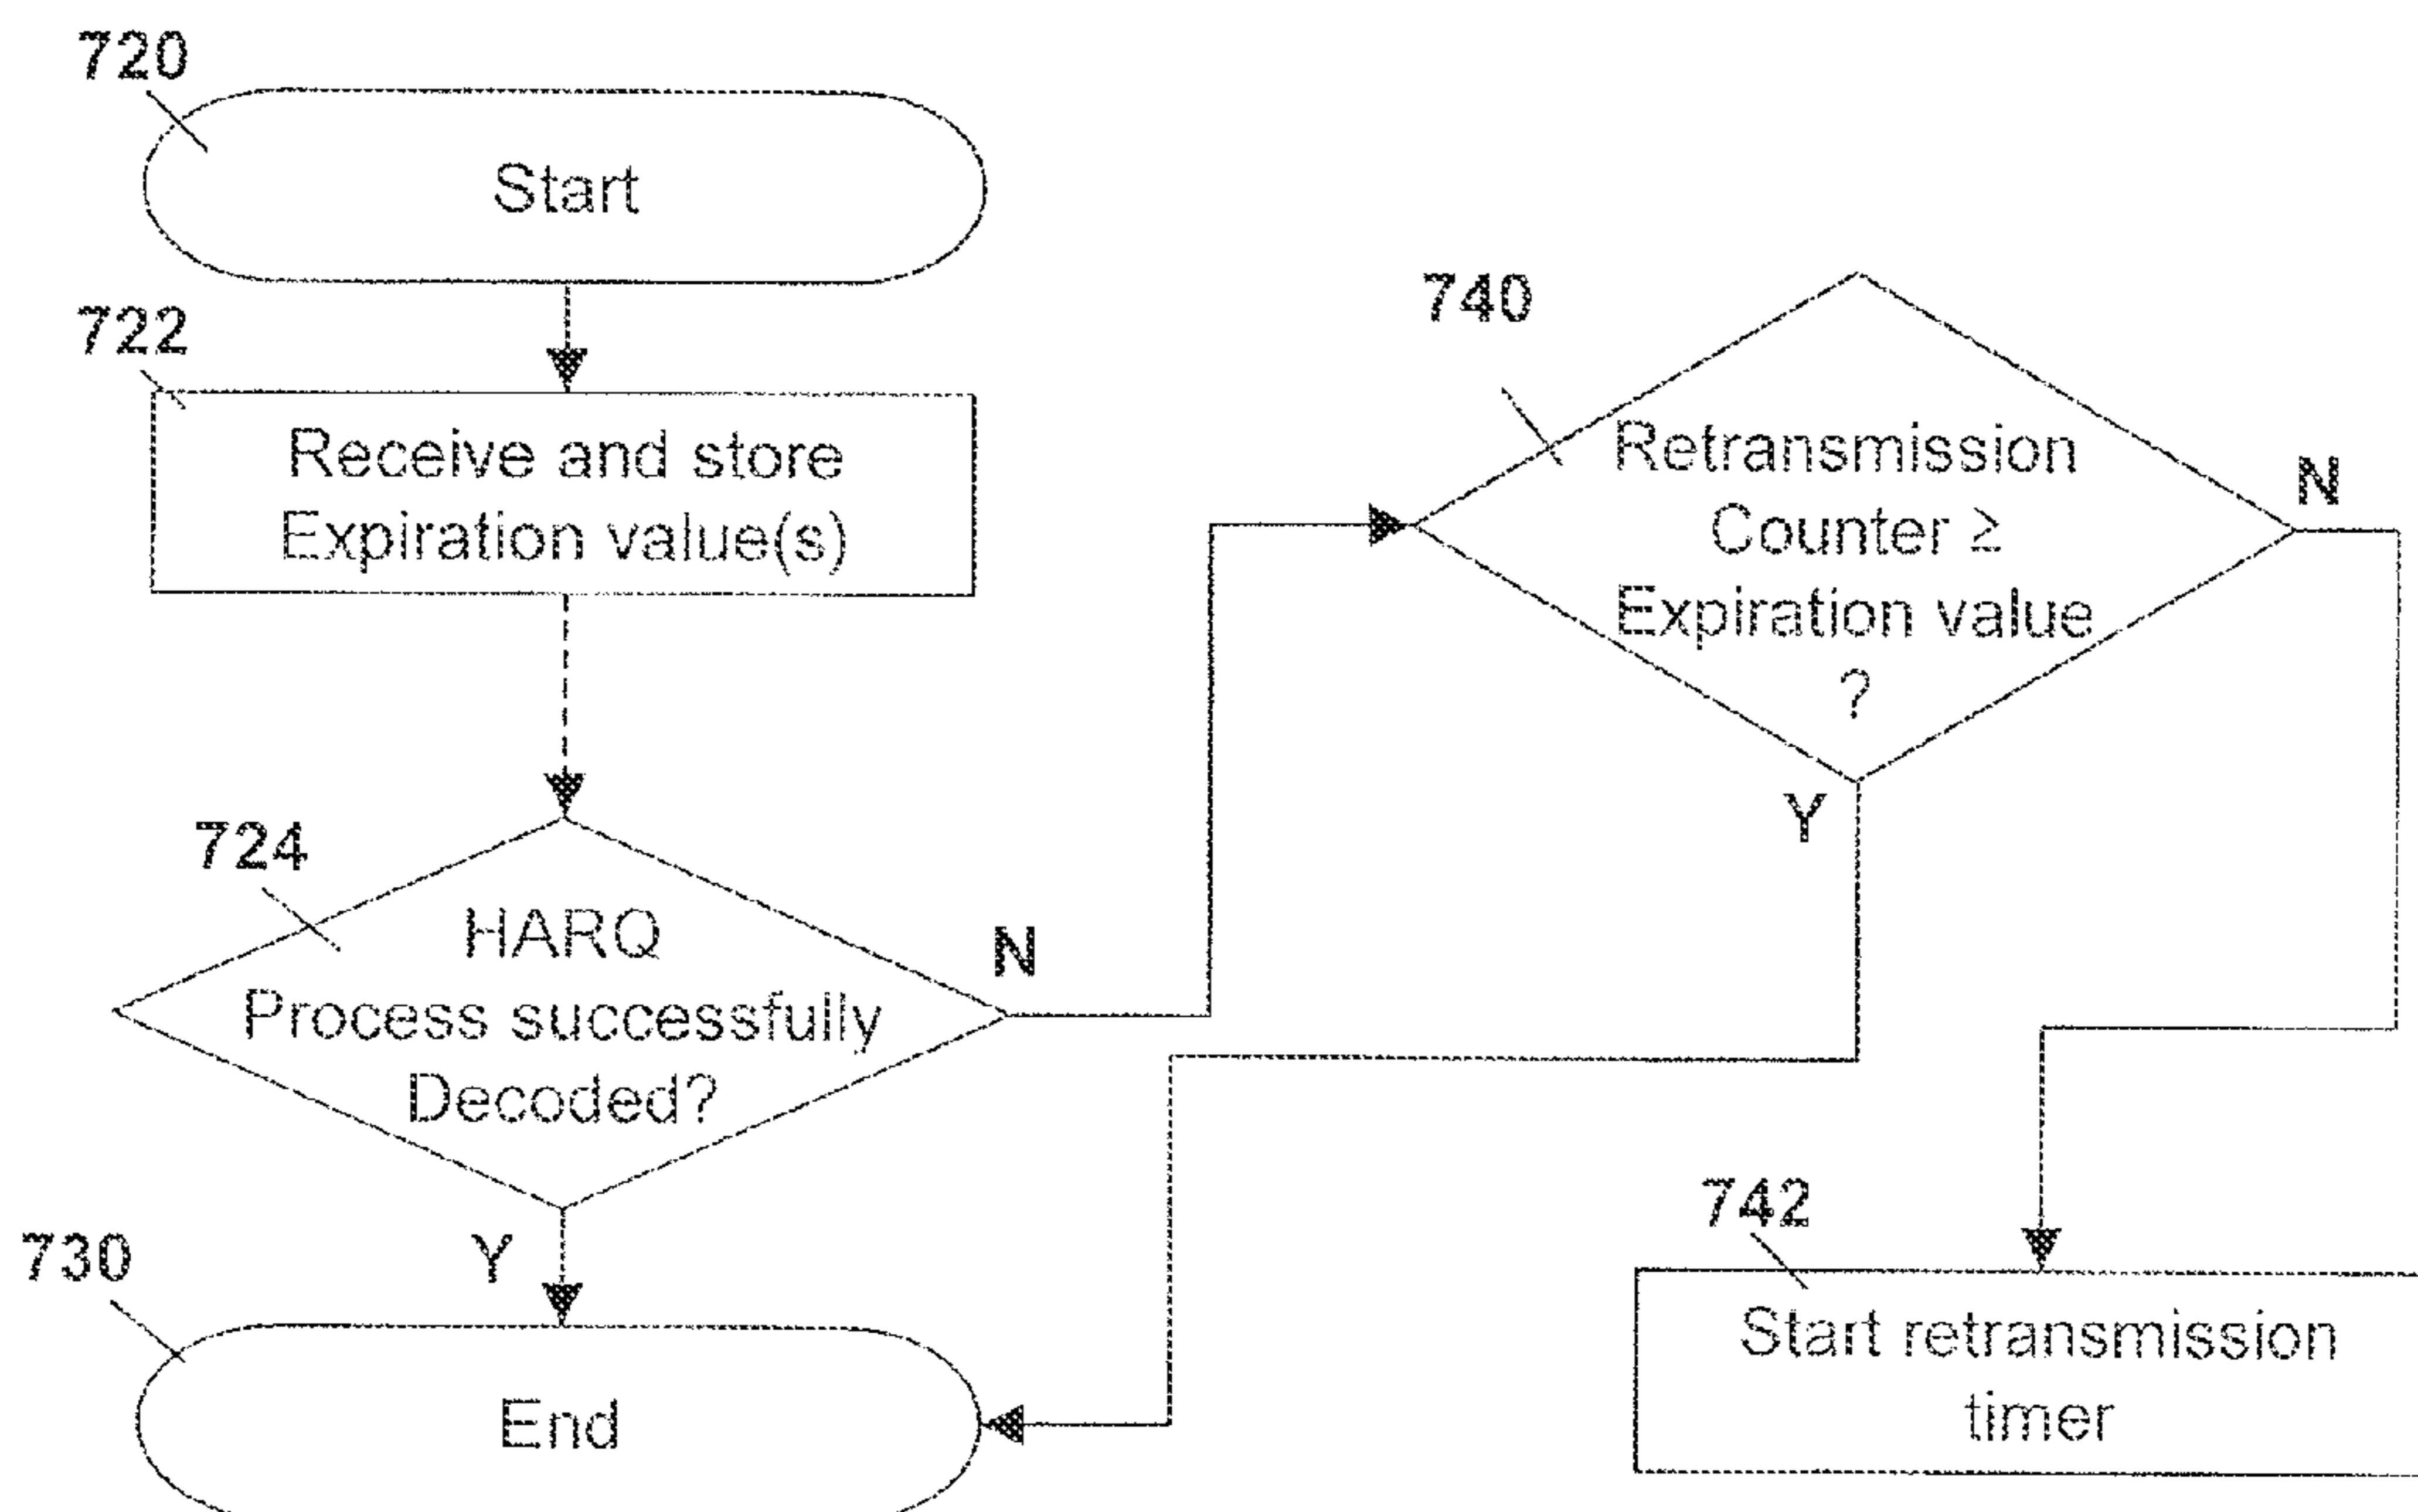 720
Start
722
Receive and store
Expiration value(s)
724
HARQ
Process successfully
Decoded?
N
Y
730
End
740
Retransmission
Counter ≥
Expiration value
?
N
Y
742
Start retransmission
timer